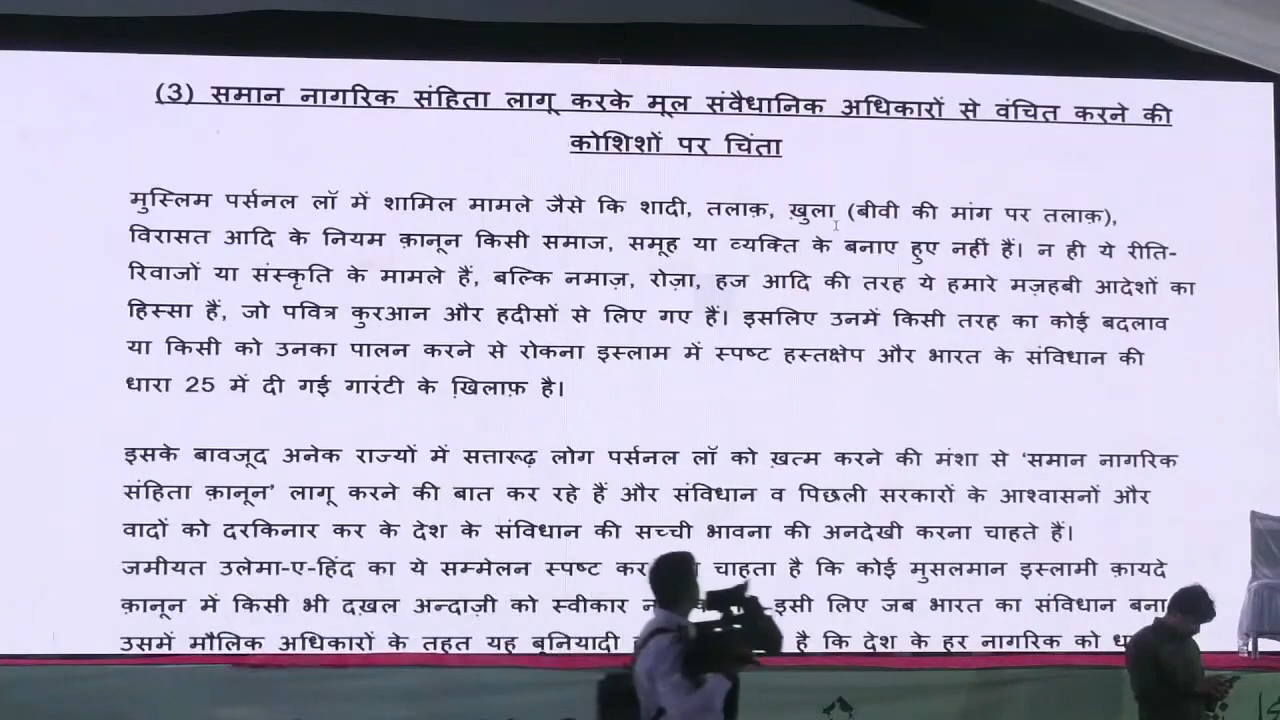 (3) समान नागरिक संहिता लागू करके मूल संवैधानिक अधिकारों से वंचित करने की
कोशिशों पर चिंता
मुस्लिम पर्सनल लॉ में शामिल मामले जैसे कि शादी, तलाक़, ख़ुला (बीवी की मांग पर तलाक़),
विरासत आदि के नियम क़ानून किसी समाज, समूह या व्यक्ति के बनाए हुए नहीं हैं। न ही ये रीति-
रिवाजों या संस्कृति के मामले हैं, बल्कि नमाज़, रोज़ा, हज आदि की तरह ये हमारे मज़हबी आदेशों का
हिस्सा हैं, जो पवित्र कुरआन और हदीसों से लिए गए हैं। इसलिए उनमें किसी तरह का कोई बदलाव
या किसी को उनका पालन करने से रोकना इस्लाम में स्पष्ट हस्तक्षेप और भारत के संविधान की
धारा 25 में दी गई गारंटी के ख़िलाफ़ है।
इसके बावजूद अनेक राज्यों में सत्तारूढ़ लोग पर्सनल लॉ को ख़त्म करने की मंशा से ‘समान नागरिक
संहिता क़ानून’ लागू करने की बात कर रहे हैं और संविधान व पिछली सरकारों के आश्वासनों और
वादों को दरकिनार कर के देश के संविधान की सच्ची भावना की अनदेखी करना चाहते हैं।
जमीयत उलेमा-ए-हिंद का ये सम्मेलन स्पष्ट चाहता है कि कोई मुसलमान इस्लामी क़ायदे
क़ानून में किसी भी दख़ल अन्दाज़ी को स्वीकार इसी लिए जब भारत का संविधान बना
उसमें मौलिक अधिकारों के तहत यह बुनियादी है कि देश के हर नागरिक को